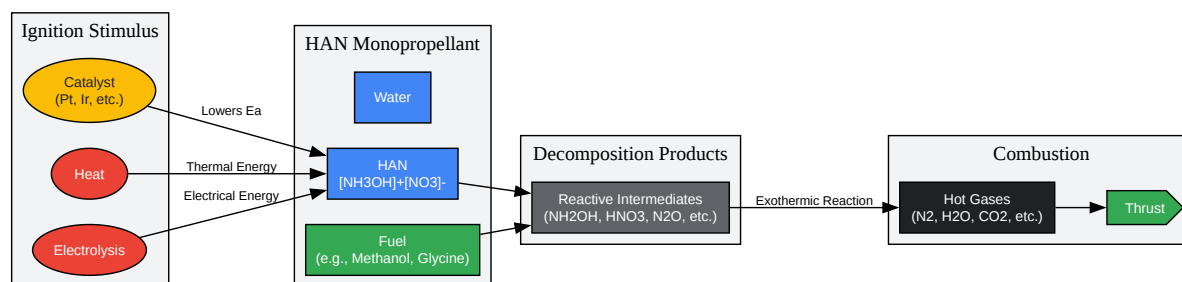 Ignition Stimulus
Catalyst
(Pt, Ir, etc.)
Heat
Electrolysis
Lowers Ea
Thermal Energy
Electrical Energy
HAN Monopropellant
Water
HAN
[NH3OH]+[NO3]-
Fuel
(e.g., Methanol, Glycine)
Decomposition Products
Reactive Intermediates
(NH2OH, HNO3, N2O, etc.)
Exothermic Reaction
Combustion
Hot Gases
(N2, H2O, CO2, etc.)
Thrust